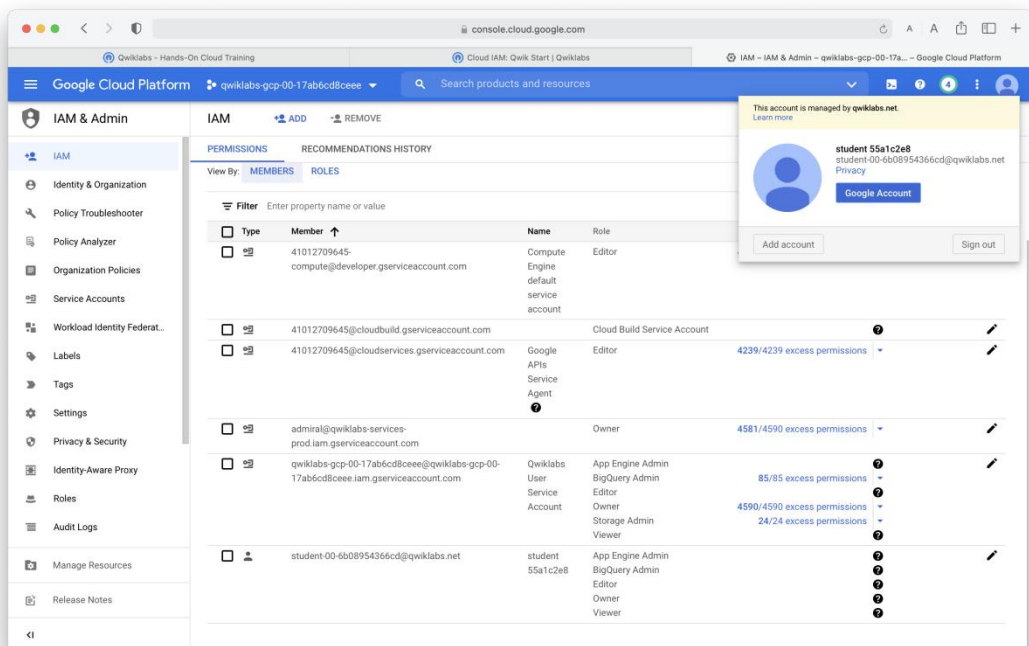 console.cloud.google.com
A A
Qwiklabs - Hands-On Cloud Training
Cloud IAM: Qwik Start | Qwiklabs
IAM – IAM & Admin – qwiklabs-gcp-00-17a... – Google Cloud Platform
Google Cloud Platform
qwiklabs-gcp-00-17ab6cd8ceee
Search products and resources
4
This account is managed by qwiklabs.net.
Learn more
student 55a1c2e8
student-00-6b08954366cd@qwiklabs.net
Privacy
Google Account
Add account
Sign out
IAM & Admin
IAM
Identity & Organization
Policy Troubleshooter
Policy Analyzer
Organization Policies
Service Accounts
Workload Identity Federat...
Labels
Tags
Settings
Privacy & Security
Identity-Aware Proxy
Roles
Audit Logs
Manage Resources
Release Notes
IAM
ADD
REMOVE
PERMISSIONS
RECOMMENDATIONS HISTORY
View By: MEMBERS ROLES
Filter Enter property name or value
Type Member Name Role
41012709645-
compute@developer.gserviceaccount.com
Compute
Engine
default
service
account
Editor
41012709645@cloudbuild.gserviceaccount.com
Cloud Build Service Account
41012709645@cloudservices.gserviceaccount.com
Google
APIs
Service
Agent
Editor
4239/4239 excess permissions
admiral@qwiklabs-services-
prod.iam.gserviceaccount.com
Owner
4581/4590 excess permissions
qwiklabs-gcp-00-17ab6cd8ceee@qwiklabs-gcp-00-
17ab6cd8ceee.iam.gserviceaccount.com
Qwiklabs
User
Service
Account
App Engine Admin
BigQuery Admin
85/85 excess permissions
Editor
Owner
4590/4590 excess permissions
Storage Admin
24/24 excess permissions
Viewer
student-00-6b08954366cd@qwiklabs.net
student
55a1c2e8
App Engine Admin
BigQuery Admin
Editor
Owner
Viewer